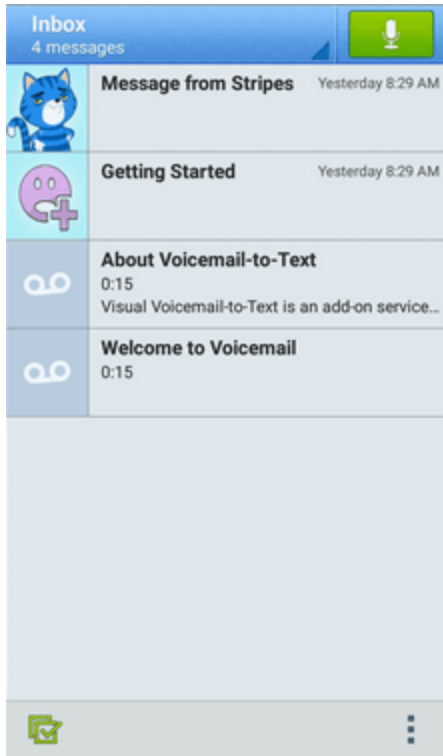 Inbox
4 messages
Message from Stripes Yesterday 8:29 AM
Getting Started Yesterday 8:29 AM
About Voicemail-to-Text
0:15
Visual Voicemail-to-Text is an add-on service...
Welcome to Voicemail
0:15